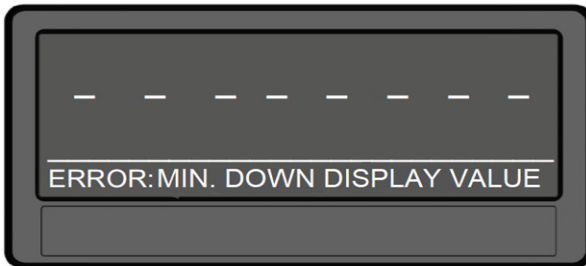 – – – – – – – –
ERROR:MIN. DOWN DISPLAY VALUE